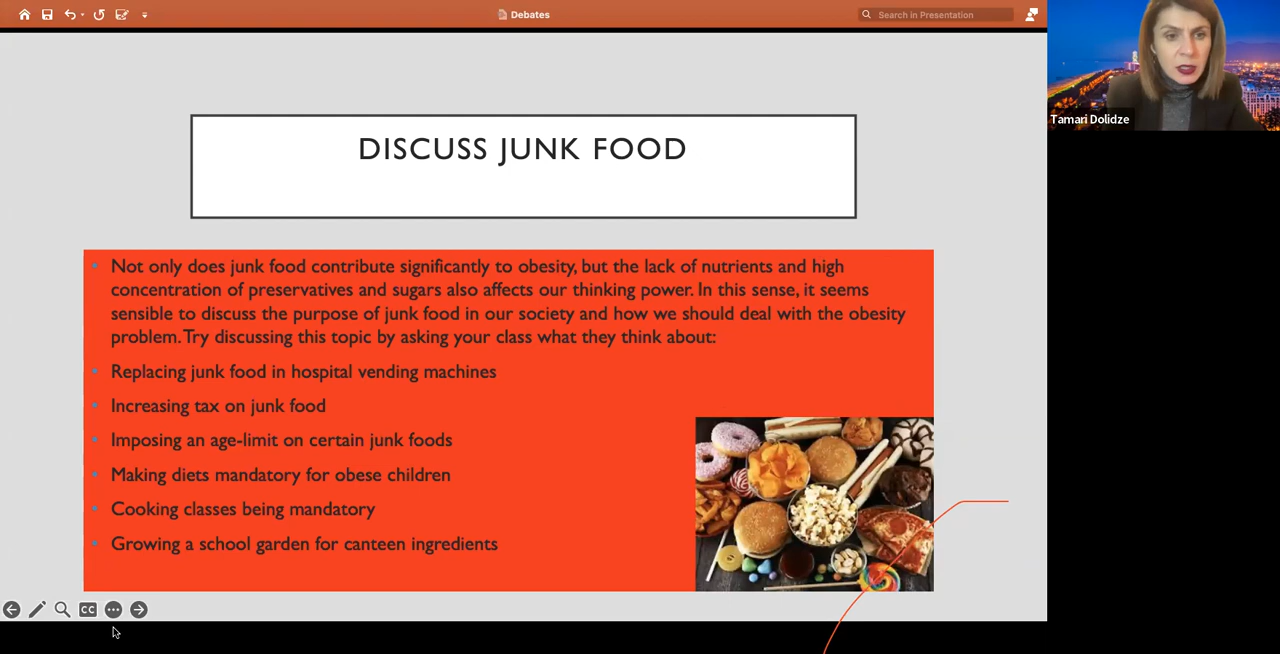 Debates
Search in Presentation
Tamari Dolidze
DISCUSS JUNK FOOD
Not only does junk food contribute significantly to obesity, but the lack of nutrients and high
concentration of preservatives and sugars also affects our thinking power. In this sense, it seems
sensible to discuss the purpose of junk food in our society and how we should deal with the obesity
problem. Try discussing this topic by asking your class what they think about:
Replacing junk food in hospital vending machines
Increasing tax on junk food
Imposing an age-limit on certain junk foods
Making diets mandatory for obese children
Cooking classes being mandatory
Growing a school garden for canteen ingredients
CC